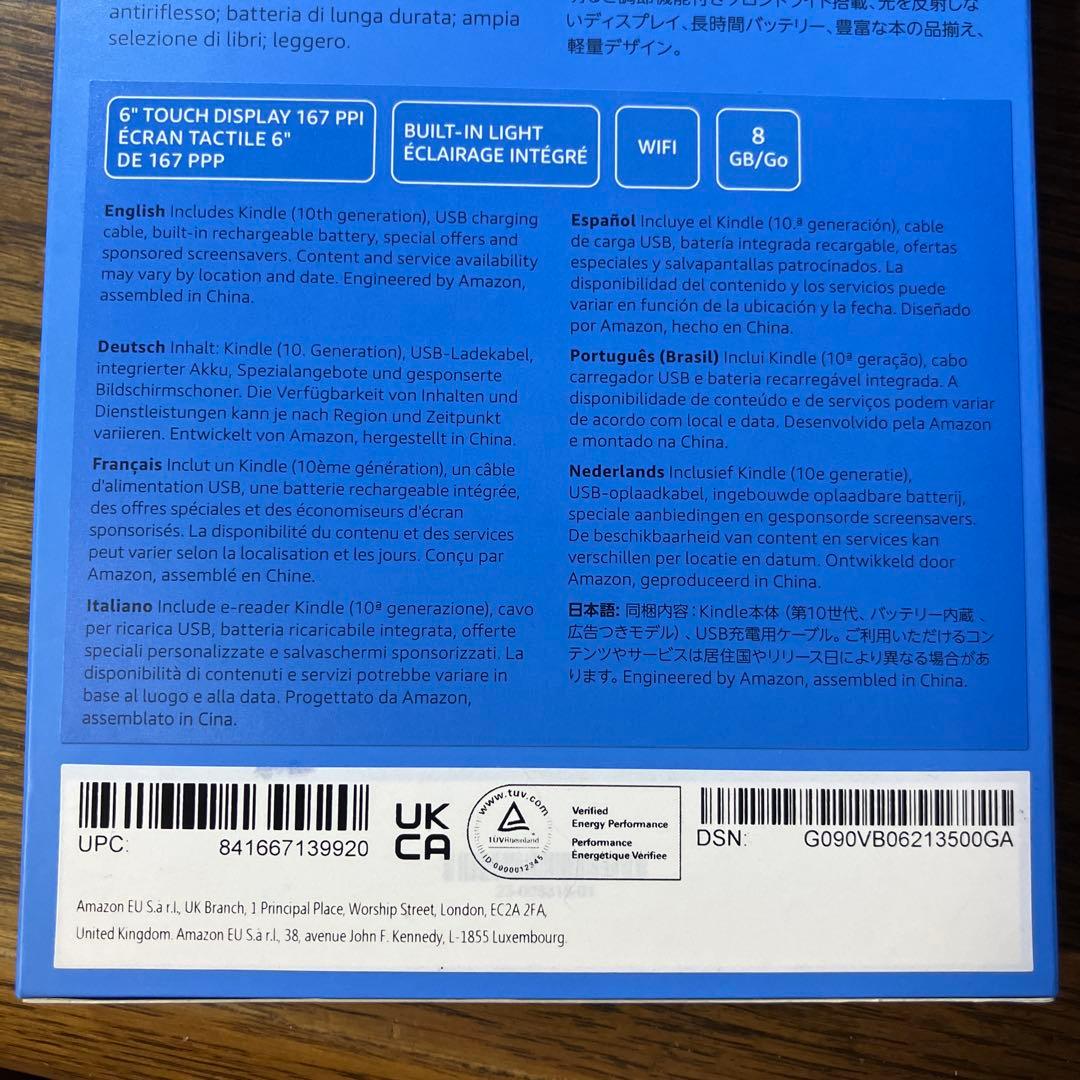 antiriflesso; batteria di lunga durata; ampia
selezione di libri; leggero.
いディスプレイ、長時間バッテリー、豊富な本の品揃え、
軽量デザイン。
6" TOUCH DISPLAY 167 PPI
ÉCRAN TACTILE 6"
DE 167 PPP
BUILT-IN LIGHT
ÉCLAIRAGE INTÉGRÉ
WIFI
8
GB/Go
English Includes Kindle (10th generation), USB charging
cable, built-in rechargeable battery, special offers and
sponsored screensavers. Content and service availability
may vary by location and date. Engineered by Amazon,
assembled in China.
Deutsch Inhalt: Kindle (10. Generation), USB-Ladekabel,
integrierter Akku, Spezialangebote und gesponserte
Bildschirmschoner. Die Verfügbarkeit von Inhalten und
Dienstleistungen kann je nach Region und Zeitpunkt
variieren. Entwickelt von Amazon, hergestellt in China.
Français Inclut un Kindle (10ème génération), un câble
d'alimentation USB, une batterie rechargeable intégrée,
des offres spéciales et des économiseurs d'écran
sponsorisés. La disponibilité du contenu et des services
peut varier selon la localisation et les jours. Conçu par
Amazon, assemblé en Chine.
Italiano Include e-reader Kindle (10ª generazione), cavo
per ricarica USB, batteria ricaricabile integrata, offerte
speciali personalizzate e salvaschermi sponsorizzati. La
disponibilità di contenuti e servizi potrebbe variare in
base al luogo e alla data. Progettato da Amazon,
assemblato in Cina.
Español Incluye el Kindle (10.ª generación), cable
de carga USB, batería integrada recargable, ofertas
especiales y salvapantallas patrocinados. La
disponibilidad del contenido y los servicios puede
variar en función de la ubicación y la fecha. Diseñado
por Amazon, hecho en China.
Português (Brasil) Inclui Kindle (10ª geração), cabo
carregador USB e bateria recarregável integrada. A
disponibilidade de conteúdo e de serviços podem variar
de acordo com local e data. Desenvolvido pela Amazon
e montado na China.
Nederlands Inclusief Kindle (10e generatie),
USB-oplaadkabel, ingebouwde oplaadbare batterij,
speciale aanbiedingen en gesponsorde screensavers.
De beschikbaarheid van content en services kan
verschillen per locatie en datum. Ontwikkeld door
Amazon, geproduceerd in China.
日本語: 同梱内容：Kindle本体（第10世代、バッテリー内蔵、
広告つきモデル）、USB充電用ケーブル。ご利用いただけるコン
テンツやサービスは居住国やリリース日により異なる場合があ
ります。Engineered by Amazon, assembled in China.
UPC: 841667139920
UK
CA
www.tuv.com
TÜVRheinland
ID 0000012345
Verified
Energy Performance
Performance
Énergétique Vérifiee
DSN: G090VB06213500GA
Amazon EU S.à r.l., UK Branch, 1 Principal Place, Worship Street, London, EC2A 2FA,
United Kingdom. Amazon EU S.à r.l., 38, avenue John F. Kennedy, L-1855 Luxembourg.